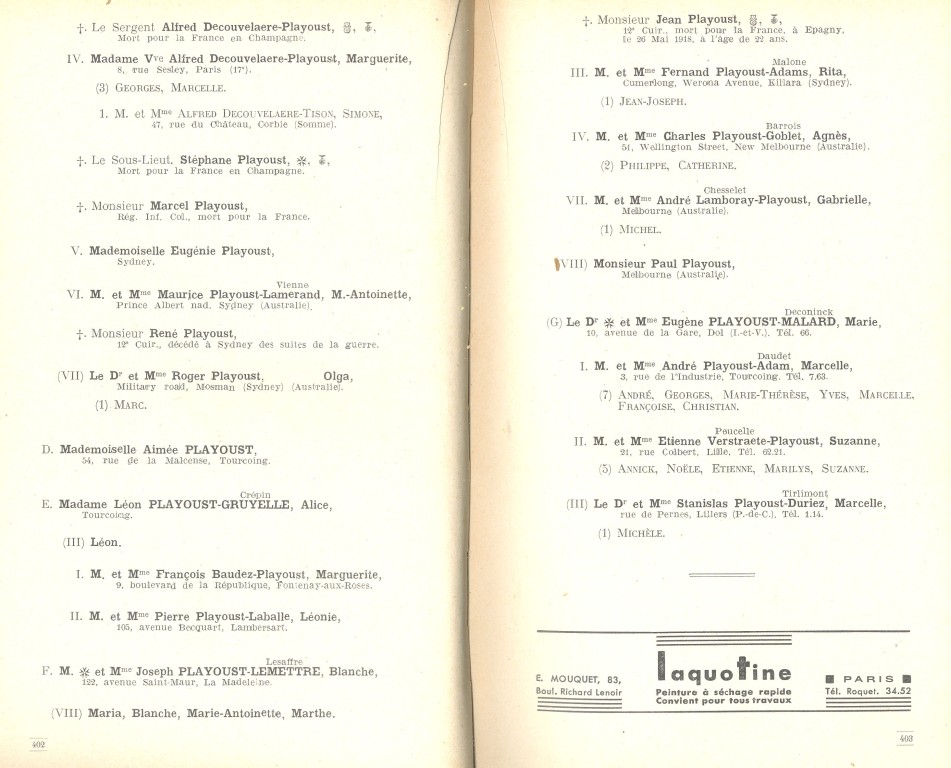 †. Le Sergent Alfred Decouvelaere-Playoust,
Mort pour la France en Champagne.
IV. Madame Vve Alfred Decouvelaere-Playoust, Marguerite,
8, rue Sesley, Paris (17e).
(3) GEORGES, MARCELLE.
1. M. et Mme ALFRED DECOUVELAERE-TISON, SIMONE,
47, rue du Château, Corbie (Somme).
†. Le Sous-Lieut. Stéphane Playoust,
Mort pour la France en Champagne.
†. Monsieur Marcel Playoust,
Rég. Inf. Col., mort pour la France.
V. Mademoiselle Eugénie Playoust,
Sydney.
Vienne
VI. M. et Mme Maurice Playoust-Lamerand, M.-Antoinette,
Prince Albert nad, Sydney (Australie).
†. Monsieur René Playoust,
12e Cuir., décédé à Sydney des suites de la guerre.
(VII) Le Dr et Mme Roger Playoust, Olga,
Military road, Mosman (Sydney) (Australie).
(1) MARC.
D. Mademoiselle Aimée PLAYOUST,
54, rue de la Malcense, Tourcoing.
Crépin
E. Madame Léon PLAYOUST-GRUYELLE, Alice,
Tourcoing.
(III) Léon.
I. M. et Mme François Baudez-Playoust, Marguerite,
9, boulevard de la République, Fontenay-aux-Roses.
II. M. et Mme Pierre Playoust-Laballe, Léonie,
105, avenue Becquart, Lambersart.
Lesaffre
F. M. ※ et Mme Joseph PLAYOUST-LEMETTRE, Blanche,
122, avenue Saint-Maur, La Madeleine.
(VIII) Maria, Blanche, Marie-Antoinette, Marthe.
402
†. Monsieur Jean Playoust,
12e Cuir., mort pour la France, à Epagny,
le 26 Mai 1918, à l'âge de 22 ans.
Malone
III. M. et Mme Fernand Playoust-Adams, Rita,
Cumerlong, Werona Avenue, Killara (Sydney).
(1) JEAN-JOSEPH.
Barrois
IV. M. et Mme Charles Playoust-Goblet, Agnès,
51, Wellington Street, New Melbourne (Australie).
(2) PHILIPPE, CATHERINE.
Chesselet
VII. M. et Mme André Lamboray-Playoust, Gabrielle,
Melbourne (Australie).
(1) MICHEL.
(VIII) Monsieur Paul Playoust,
Melbourne (Australie).
Deconinck
(G) Le Dr ※ et Mme Eugène PLAYOUST-MALARD, Marie,
10, avenue de la Gare, Dol (I.-et-V.). Tél. 66.
Daudet
I. M. et Mme André Playoust-Adam, Marcelle,
3, rue de l'Industrie, Tourcoing. Tél. 7.63.
(7) ANDRÉ, GEORGES, MARIE-THÉRÈSE, YVES, MARCELLE.
FRANÇOISE, CHRISTIAN.
Peucelle
II. M. et Mme Etienne Verstraete-Playoust, Suzanne,
21, rue Colbert, Lille. Tél. 62.21.
(5) ANNICK, NOËLE, ETIENNE, MARILYS, SUZANNE.
Tirlimont
(III) Le Dr et Mme Stanislas Playoust-Duriez, Marcelle,
rue de Pernes, Lillers (P.-de-C.). Tél. 1.14.
(1) MICHÈLE.
E. MOUQUET, 83,
Boul. Richard Lenoir
laquotine
Peinture à séchage rapide
Convient pour tous travaux
PARIS
Tél. Roquet. 34.52
403